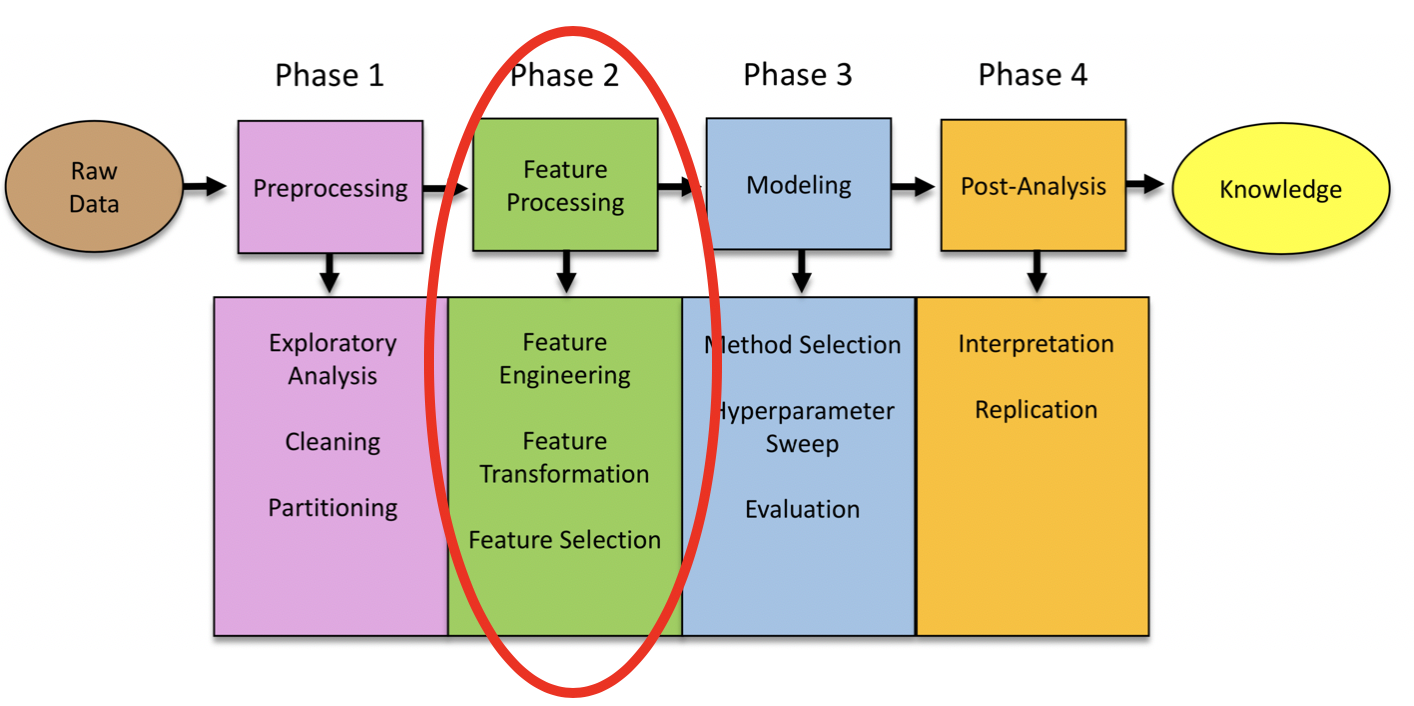 Phase 1
Phase 2
Phase 3
Phase 4
Raw
Data
Preprocessing
Feature
Processing
Modeling
Post-Analysis
Knowledge
Exploratory
Analysis
Cleaning
Partitioning
Feature
Engineering
Feature
Transformation
Feature Selection
Method Selection
Hyperparameter
Sweep
Evaluation
Interpretation
Replication